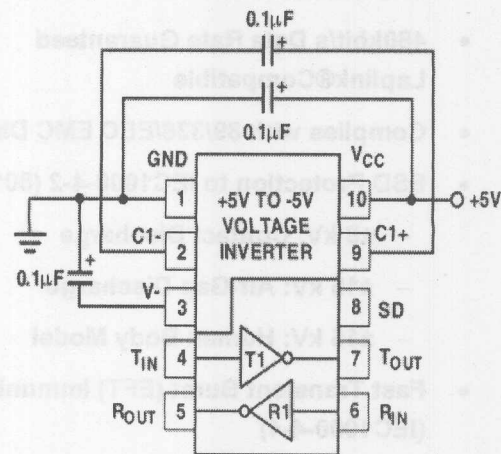 0.1µF
+
+
0.1µF
GND
VCC
1
+5V TO -5V
VOLTAGE
INVERTER
10
+5V
C1-
2
9
C1+
+
0.1µF
V-
3
8
SD
TIN
4
T1
7
TOUT
ROUT
5
R1
6
RIN